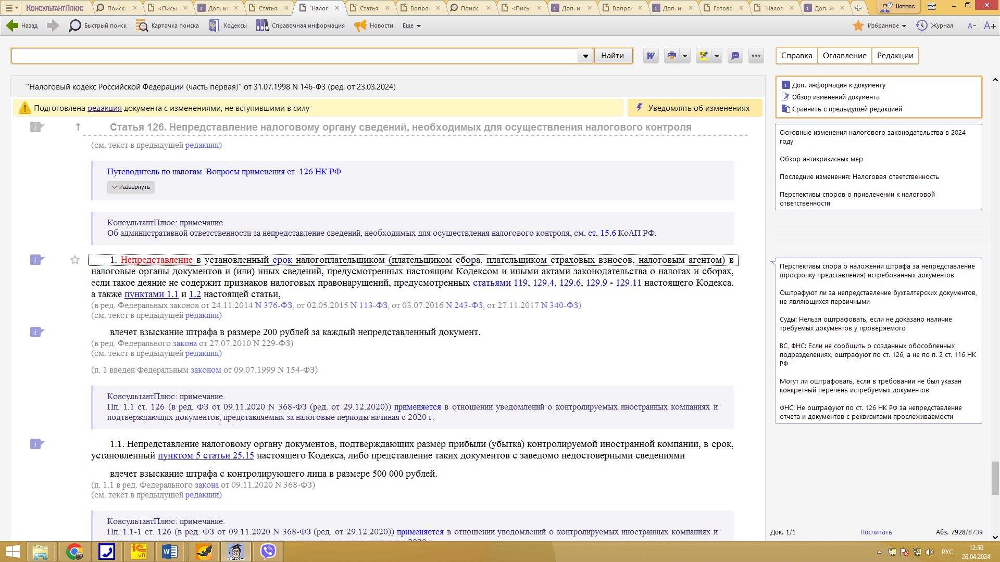 КОНСУЛЬТАНТПЛЮС
Поиск:
<Письм
Доп. ин
Статья:
"Налог
Статья:
Вопро
Поиск:
<Письм
Доп. ин
Вопро
Доп. ин
Готово
"Налог
Доп. ин
Вопрос
Назад
Быстрый поиск
Карточка поиска
Кодексы
Справочная информация
Новости
Еще
Избранное
Журнал
A−
A+
Найти
Справка
Оглавление
Редакции
"Налоговый кодекс Российской Федерации (часть первая)" от 31.07.1998 N 146-ФЗ (ред. от 23.03.2024)
Подготовлена редакция документа с изменениями, не вступившими в силу
Уведомлять об изменениях
Статья 126. Непредставление налоговому органу сведений, необходимых для осуществления налогового контроля
(см. текст в предыдущей редакции)
Путеводитель по налогам. Вопросы применения ст. 126 НК РФ
Развернуть
КонсультантПлюс: примечание.
Об административной ответственности за непредставление сведений, необходимых для осуществления налогового контроля, см. ст. 15.6 КоАП РФ.
1. Непредставление в установленный срок налогоплательщиком (плательщиком сбора, плательщиком страховых взносов, налоговым агентом) в
налоговые органы документов и (или) иных сведений, предусмотренных настоящим Кодексом и иными актами законодательства о налогах и сборах,
если такое деяние не содержит признаков налоговых правонарушений, предусмотренных статьями 119, 129.4, 129.6, 129.9 - 129.11 настоящего Кодекса,
а также пунктами 1.1 и 1.2 настоящей статьи,
(в ред. Федеральных законов от 24.11.2014 N 376-ФЗ, от 02.05.2015 N 113-ФЗ, от 03.07.2016 N 243-ФЗ, от 27.11.2017 N 340-ФЗ)
(см. текст в предыдущей редакции)
влечет взыскание штрафа в размере 200 рублей за каждый непредставленный документ.
(в ред. Федерального закона от 27.07.2010 N 229-ФЗ)
(см. текст в предыдущей редакции)
(п. 1 введен Федеральным законом от 09.07.1999 N 154-ФЗ)
КонсультантПлюс: примечание.
Пп. 1.1 ст. 126 (в ред. ФЗ от 09.11.2020 N 368-ФЗ (ред. от 29.12.2020)) применяется в отношении уведомлений о контролируемых иностранных компаниях и
подтверждающих документов, представляемых за налоговые периоды начиная с 2020 г.
1.1. Непредставление налоговому органу документов, подтверждающих размер прибыли (убытка) контролируемой иностранной компании, в срок,
установленный пунктом 5 статьи 25.15 настоящего Кодекса, либо представление таких документов с заведомо недостоверными сведениями
влечет взыскание штрафа с контролирующего лица в размере 500 000 рублей.
(п. 1.1 в ред. Федерального закона от 09.11.2020 N 368-ФЗ)
(см. текст в предыдущей редакции)
КонсультантПлюс: примечание.
Пп. 1.1-1 ст. 126 (в ред. ФЗ от 09.11.2020 N 368-ФЗ (ред. от 29.12.2020)) применяется в отношении уведомлений о контролируемых иностранных компаниях и
Доп. информация к документу
Обзор изменений документа
Сравнить с предыдущей редакцией
Основные изменения налогового законодательства в 2024
году
Обзор антикризисных мер
Последние изменения: Налоговая ответственность
Перспективы споров о привлечении к налоговой
ответственности
Перспективы спора о наложении штрафа за непредставление
(просрочку представления) истребованных документов
Оштрафуют ли за непредставление бухгалтерских документов,
не являющихся первичными
Суды: Нельзя оштрафовать, если не доказано наличие
требуемых документов у проверяемого
ВС, ФНС: Если не сообщить о созданных обособленных
подразделениях, оштрафуют по ст. 126, а не по п. 2 ст. 116 НК
РФ
Могут ли оштрафовать, если в требовании не был указан
конкретный перечень истребуемых документов
ФНС: Не оштрафуют по ст. 126 НК РФ за непредставление
отчета и документов с реквизитами прослеживаемости
Док. 1/1
Посчитать
Абз. 7928/8739
РУС
12:50
26.04.2024